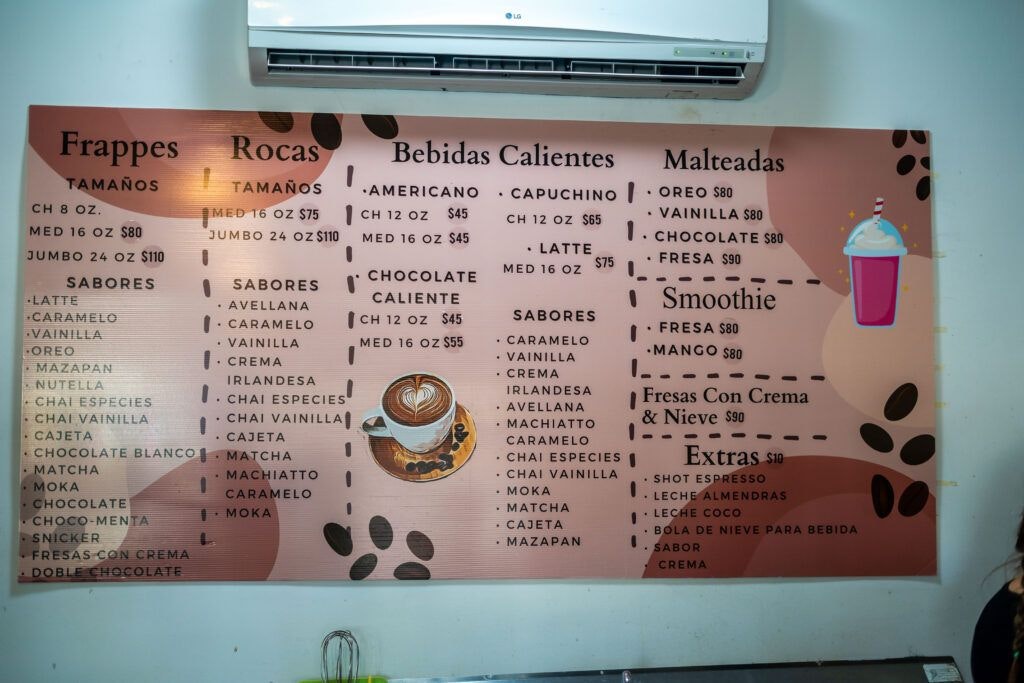 LG
Frappes
TAMAÑOS
CH 8 OZ.
MED 16 OZ $80
JUMBO 24 OZ $110
SABORES
·LATTE
·CARAMELO
·VAINILLA
·OREO
· MAZAPAN
· NUTELLA
· CHAI ESPECIES
· CHAI VAINILLA
· CAJETA
· CHOCOLATE BLANCO
· MATCHA
· MOKA
· CHOCOLATE
· CHOCO-MENTA
· SNICKER
· FRESAS CON CREMA
· DOBLE CHOCOLATE
Rocas
TAMAÑOS
MED 16 OZ $75
JUMBO 24 OZ $110
SABORES
· AVELLANA
· CARAMELO
· VAINILLA
· CREMA
IRLANDESA
· CHAI ESPECIES
· CHAI VAINILLA
· CAJETA
· MATCHA
· MACHIATTO
CARAMELO
· MOKA
Bebidas Calientes
·AMERICANO
CH 12 OZ $45
MED 16 OZ $45
· CHOCOLATE
CALIENTE
CH 12 OZ $45
MED 16 OZ $55
· CAPUCHINO
CH 12 OZ $65
· LATTE
MED 16 OZ $75
SABORES
· CARAMELO
· VAINILLA
· CREMA
IRLANDESA
· AVELLANA
· MACHIATTO
CARAMELO
· CHAI ESPECIES
· CHAI VAINILLA
· MOKA
· MATCHA
· CAJETA
· MAZAPAN
Malteadas
· OREO $80
· VAINILLA $80
· CHOCOLATE $80
· FRESA $90
Smoothie
· FRESA $80
·MANGO $80
Fresas Con Crema
& Nieve $90
Extras $10
· SHOT ESPRESSO
· LECHE ALMENDRAS
· LECHE COCO
· BOLA DE NIEVE PARA BEBIDA
· SABOR
· CREMA